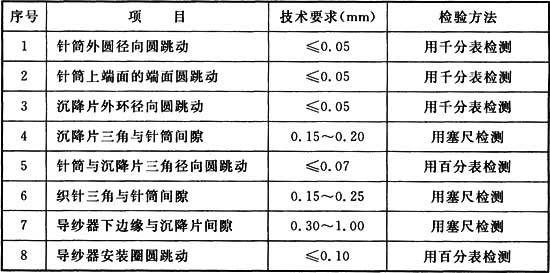 序号 项 目 技术要求(mm) 检验方法
1 针筒外圆径向圆跳动 ≤0.05 用千分表检测
2 针筒上端面的端面圆跳动 ≤0.05 用千分表检测
3 沉降片外环径向圆跳动 ≤0.05 用千分表检测
4 沉降片三角与针筒间隙 0.15～0.20 用塞尺检测
5 针筒与沉降片三角径向圆跳动 ≤0.07 用百分表检测
6 织针三角与针筒间隙 0.15～0.25 用塞尺检测
7 导纱器下边缘与沉降片间隙 0.30～1.00 用塞尺检测
8 导纱器安装圈圆跳动 ≤0.10 用百分表检测